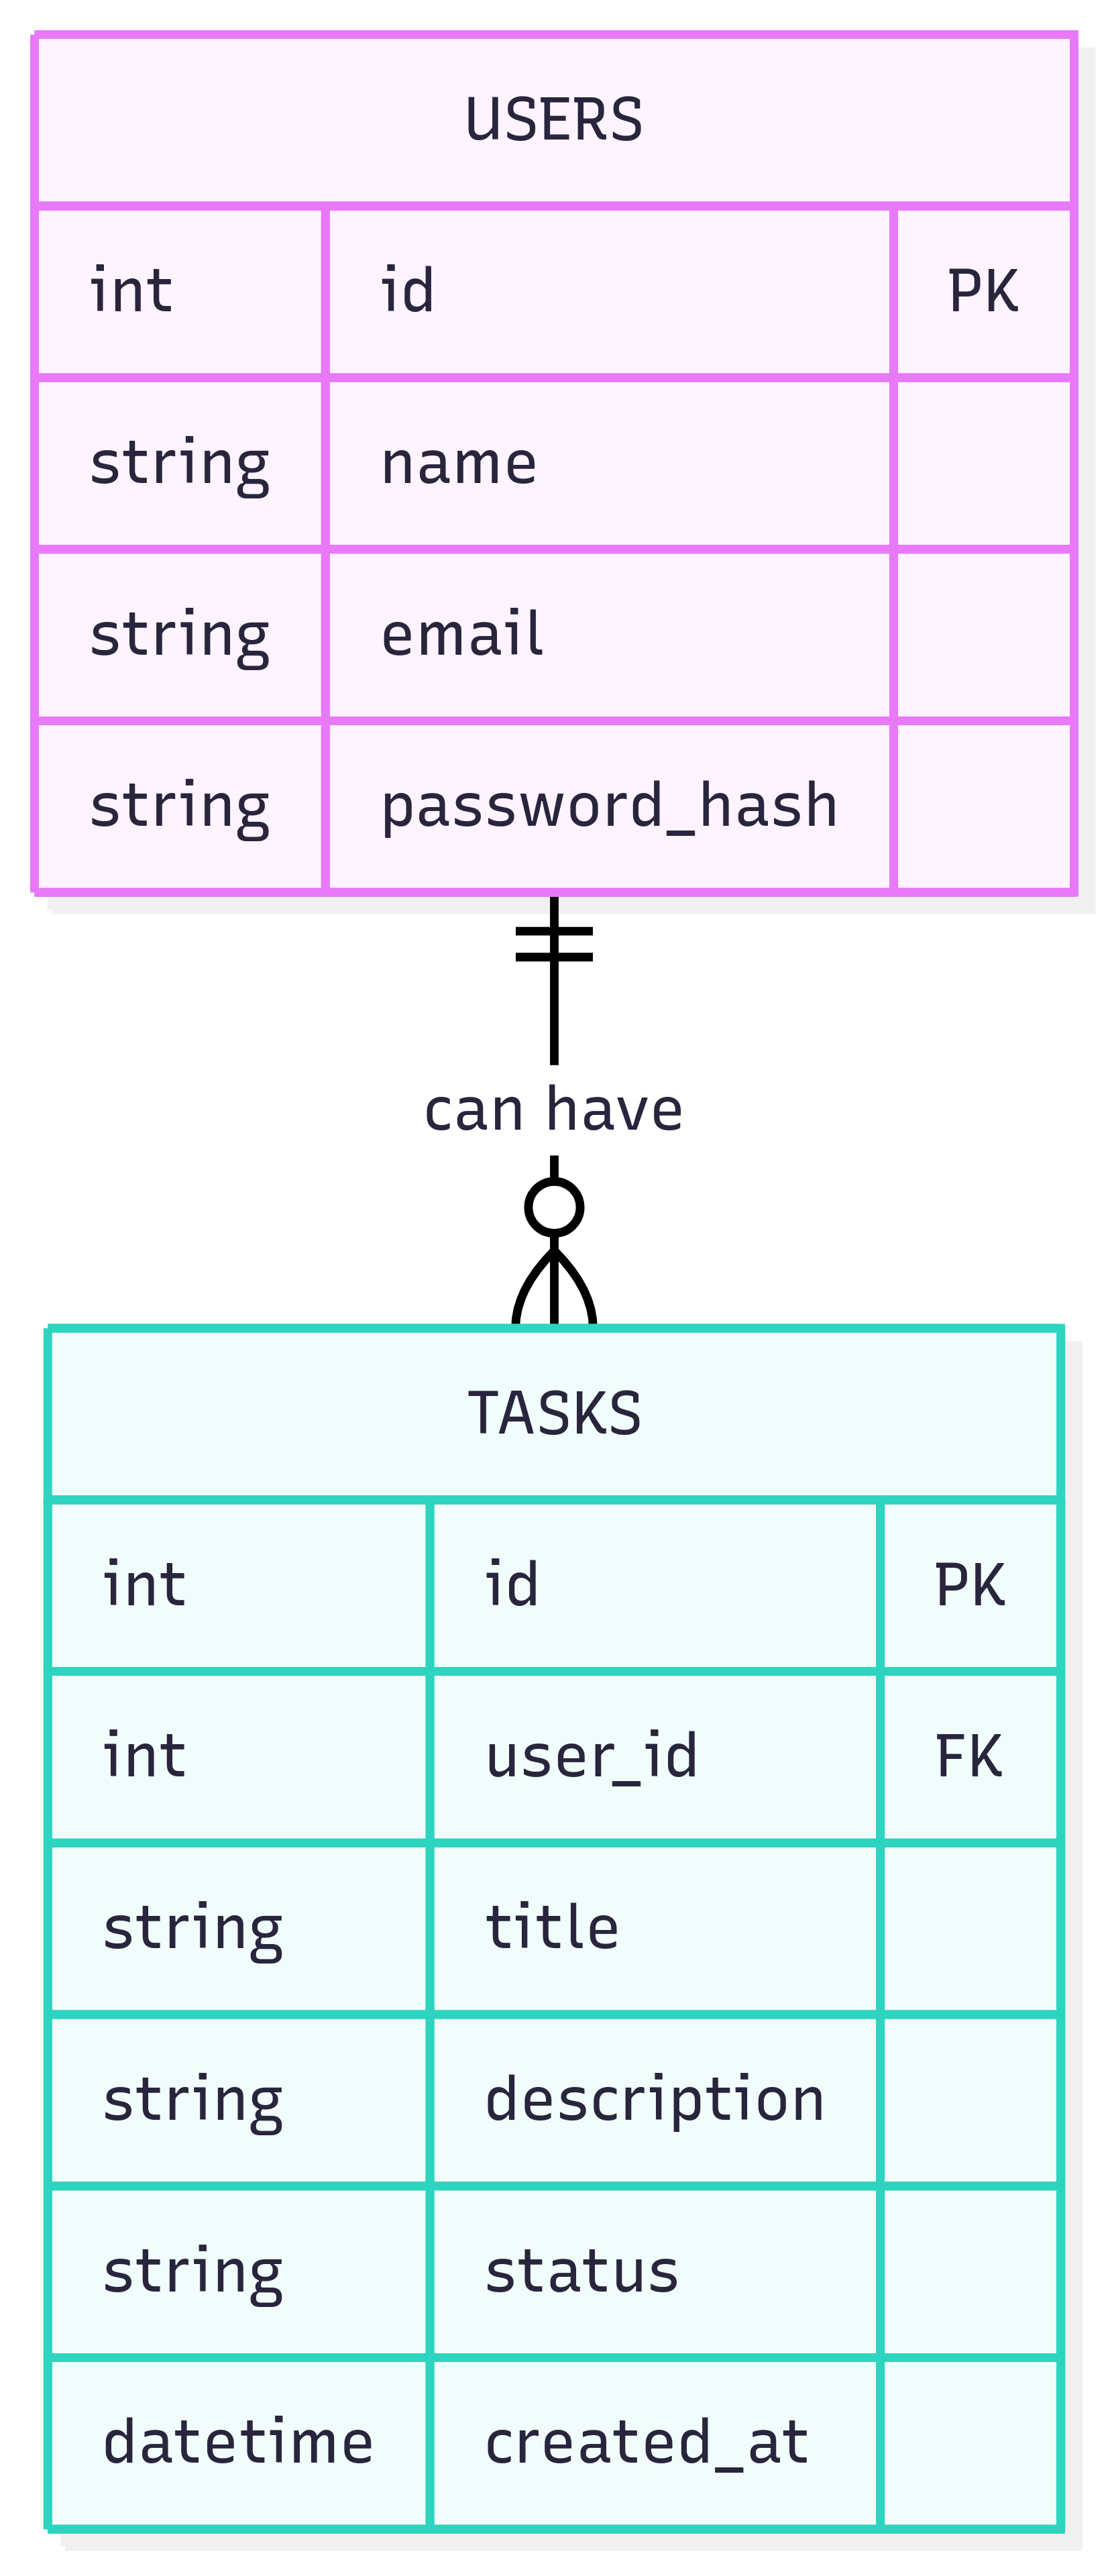 USERS
int id PK
string name
string email
string password_hash
can have
TASKS
int id PK
int user_id FK
string title
string description
string status
datetime created_at